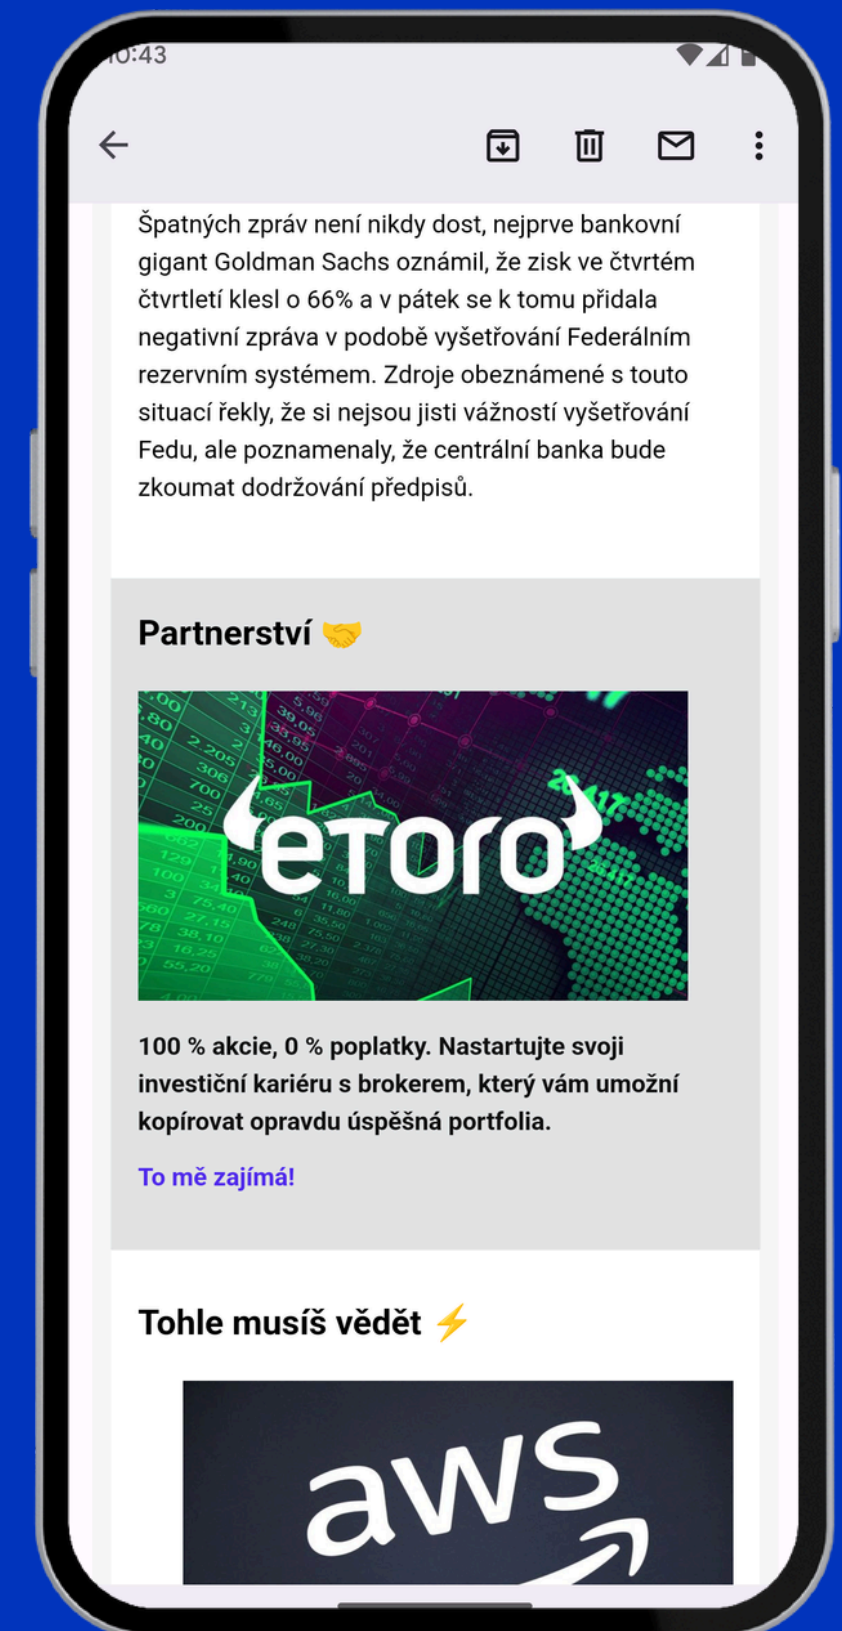 10:43
Špatných zpráv není nikdy dost, nejprve bankovní
gigant Goldman Sachs oznámil, že zisk ve čtvrtém
čtvrtletí klesl o 66% a v pátek se k tomu přidala
negativní zpráva v podobě vyšetřování Federálním
rezervním systémem. Zdroje obeznámené s touto
situací řekly, že si nejsou jisti vážností vyšetřování
Fedu, ale poznamenaly, že centrální banka bude
zkoumat dodržování předpisů.
Partnerství 🤝
eToro
100 % akcie, 0 % poplatky. Nastartujte svoji
investiční kariéru s brokerem, který vám umožní
kopírovat opravdu úspěšná portfolia.
To mě zajímá!
Tohle musíš vědět ⚡
aws